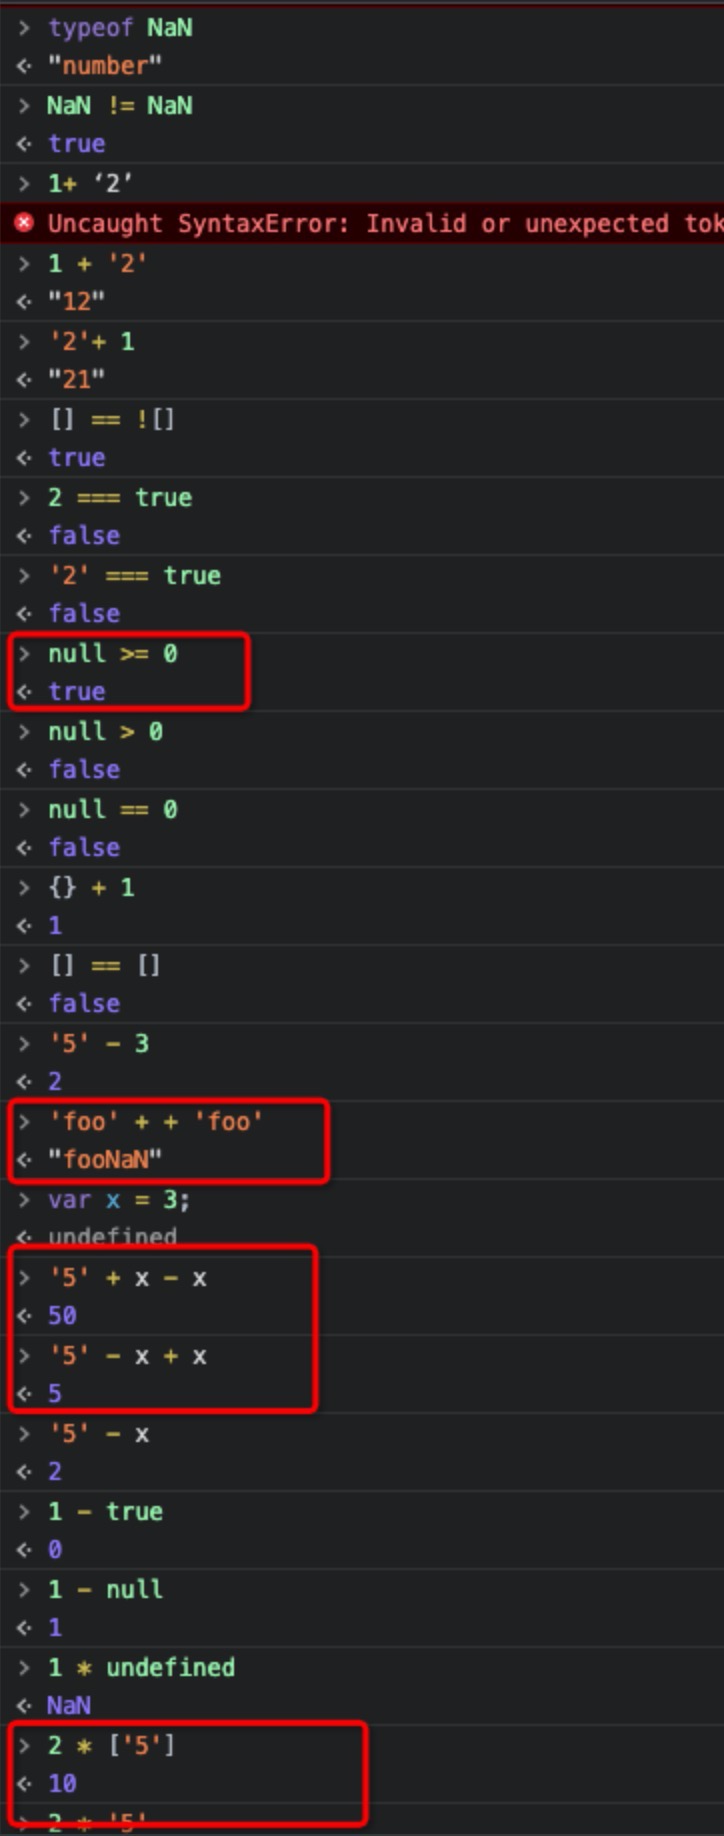 > typeof NaN
<· "number"
> NaN != NaN
<· true
> 1+ ‘2’
Uncaught SyntaxError: Invalid or unexpected tok
> 1 + '2'
<· "12"
> '2'+ 1
<· "21"
> [] == ![]
<· true
> 2 === true
<· false
> '2' === true
<· false
> null >= 0
<· true
> null > 0
<· false
> null == 0
<· false
> {} + 1
<· 1
> [] == []
<· false
> '5' - 3
<· 2
> 'foo' + + 'foo'
<· "fooNaN"
> var x = 3;
<· undefined
> '5' + x - x
<· 50
> '5' - x + x
<· 5
> '5' - x
<· 2
> 1 - true
<· 0
> 1 - null
<· 1
> 1 * undefined
<· NaN
> 2 * ['5']
<· 10
> 2 * '5'